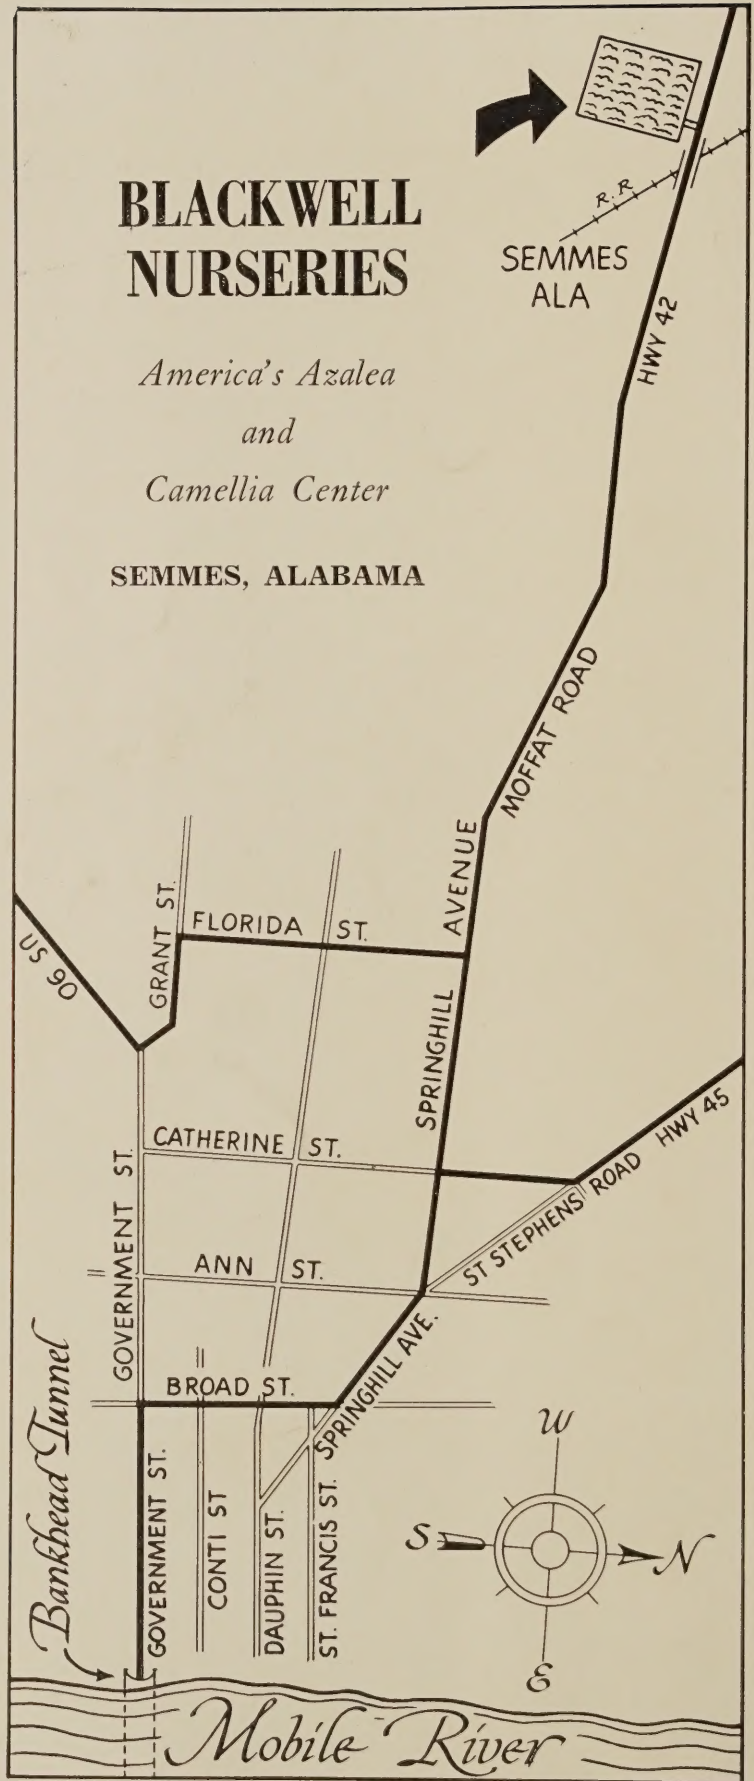 BLACKWELL
NURSERIES
America's Azalea
and
Camellia Center
SEMMES, ALABAMA
R.R
SEMMES
ALA
HWY 42
MOFFAT ROAD
SPRINGHILL AVENUE
US 90
GRANT ST.
FLORIDA ST.
CATHERINE ST.
ANN ST.
GOVERNMENT ST.
ST STEPHENS ROAD HWY 45
BROAD ST.
SPRINGHILL AVE.
Bankhead Tunnel
GOVERNMENT ST.
CONTI ST
DAUPHIN ST.
ST. FRANCIS ST.
W
S
N
E
Mobile River